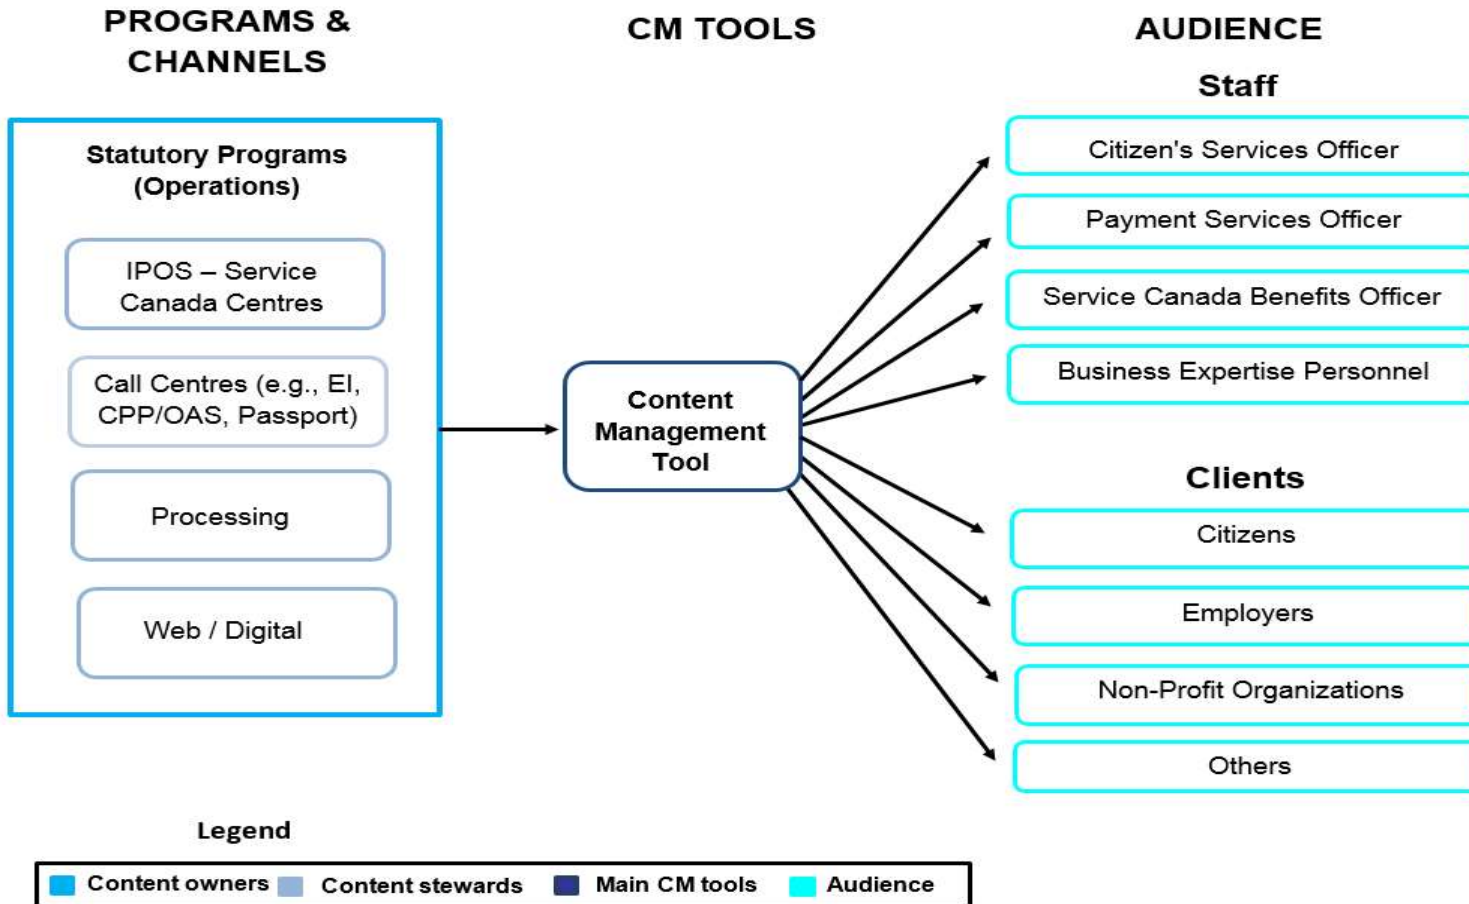 PROGRAMS &
CHANNELS
CM TOOLS
AUDIENCE
Statutory Programs
(Operations)
IPOS – Service
Canada Centres
Call Centres (e.g., EI,
CPP/OAS, Passport)
Processing
Web / Digital
Content
Management
Tool
Staff
Citizen's Services Officer
Payment Services Officer
Service Canada Benefits Officer
Business Expertise Personnel
Clients
Citizens
Employers
Non-Profit Organizations
Others
Legend
Content owners
Content stewards
Main CM tools
Audience